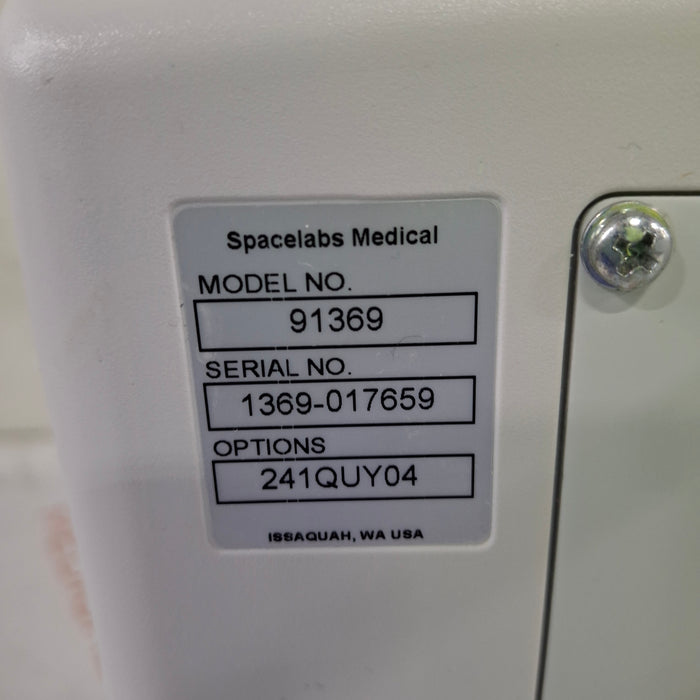 Spacelabs Medical
MODEL NO.
91369
SERIAL NO.
1369-017659
OPTIONS
241QUY04
ISSAQUAH, WA USA